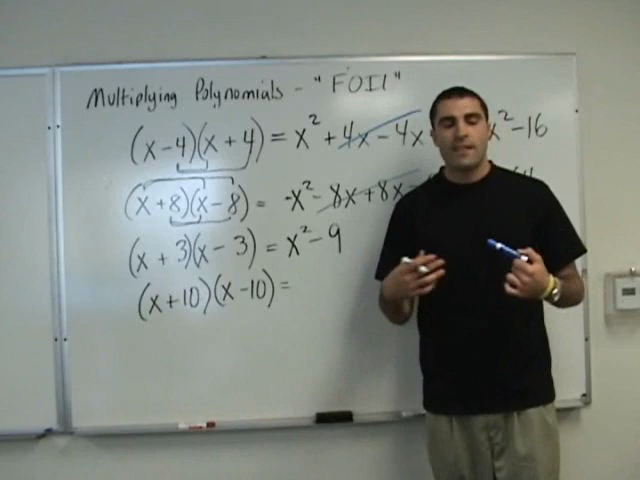 Multiplying Polynomials - "FOIL"
(x - 4)(x + 4) = x² + 4x - 4x x² - 16
(x + 8)(x - 8) = x² - 8x + 8x -
(x + 3)(x - 3) = x² - 9
(x + 10)(x - 10) =